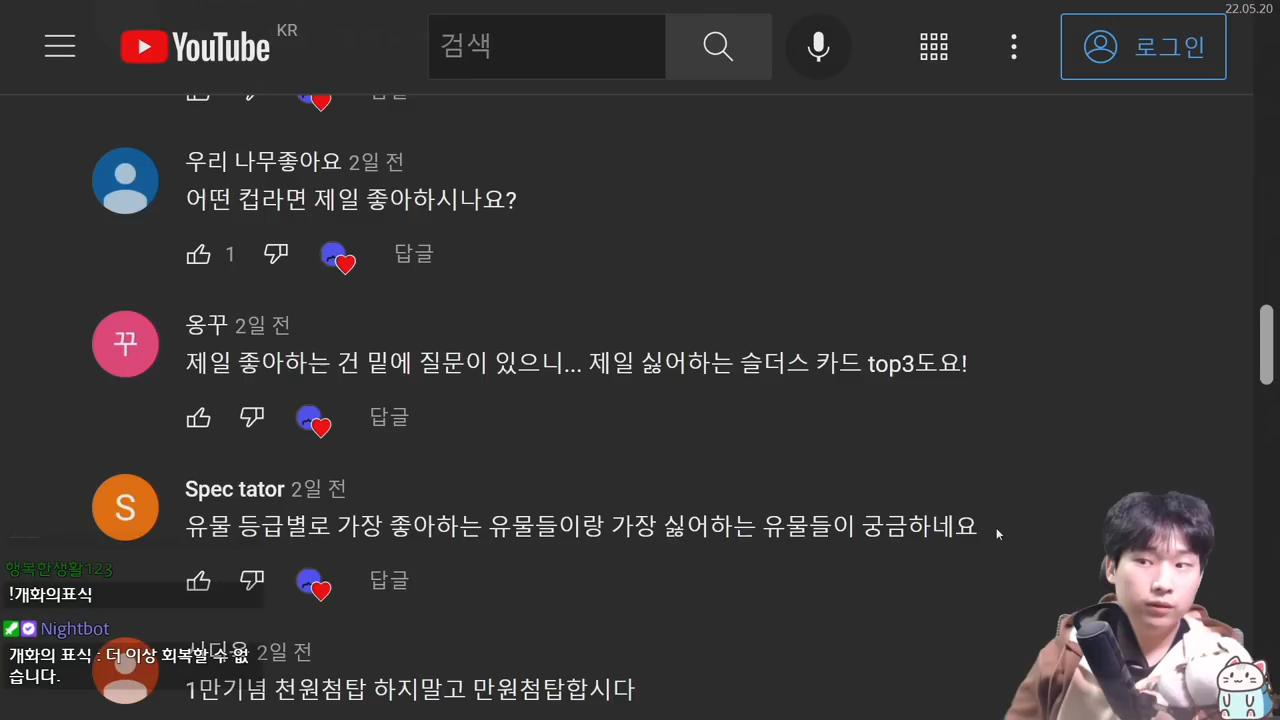 22.05.20
YouTube KR
검색
로그인
답글
우리 나무좋아요 2일 전
어떤 컵라면 제일 좋아하시나요?
1 답글
옹꾸 2일 전
꾸
제일 좋아하는 건 밑에 질문이 있으니... 제일 싫어하는 슬더스 카드 top3도요!
답글
Spec tator 2일 전
S
유물 등급별로 가장 좋아하는 유물들이랑 가장 싫어하는 유물들이 궁금하네요
답글
행복한생활123
!개화의표식
Nightbot
개화의 표식 : 더 이상 회복할 수 없
습니다.
2일 전
1만기념 천원첨탑 하지말고 만원첨탑합시다